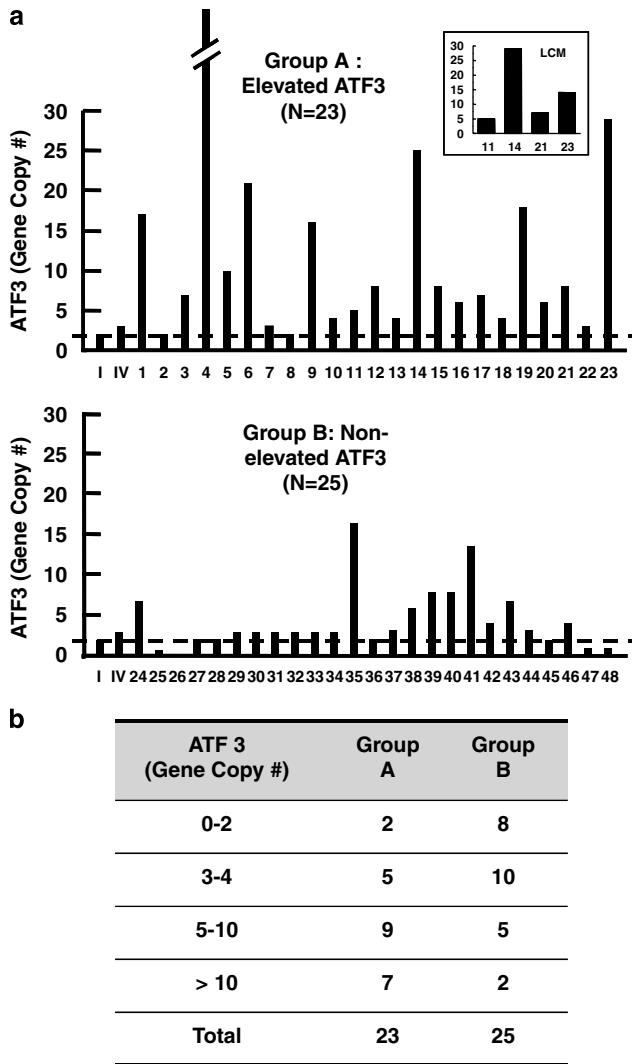 a
Group A :
Elevated ATF3
(N=23)
LCM
30
25
20
15
10
5
0
11 14 21 23
ATF3 (Gene Copy #)
30
25
20
15
10
5
0
I IV 1 2 3 4 5 6 7 8 9 10 11 12 13 14 15 16 17 18 19 20 21 22 23
Group B: Non-
elevated ATF3
(N=25)
ATF3 (Gene Copy #)
30
25
20
15
10
5
0
I IV 24 25 26 27 28 29 30 31 32 33 34 35 36 37 38 39 40 41 42 43 44 45 46 47 48
b
ATF 3 Group Group
(Gene Copy #) A B
0-2 2 8
3-4 5 10
5-10 9 5
> 10 7 2
Total 23 25